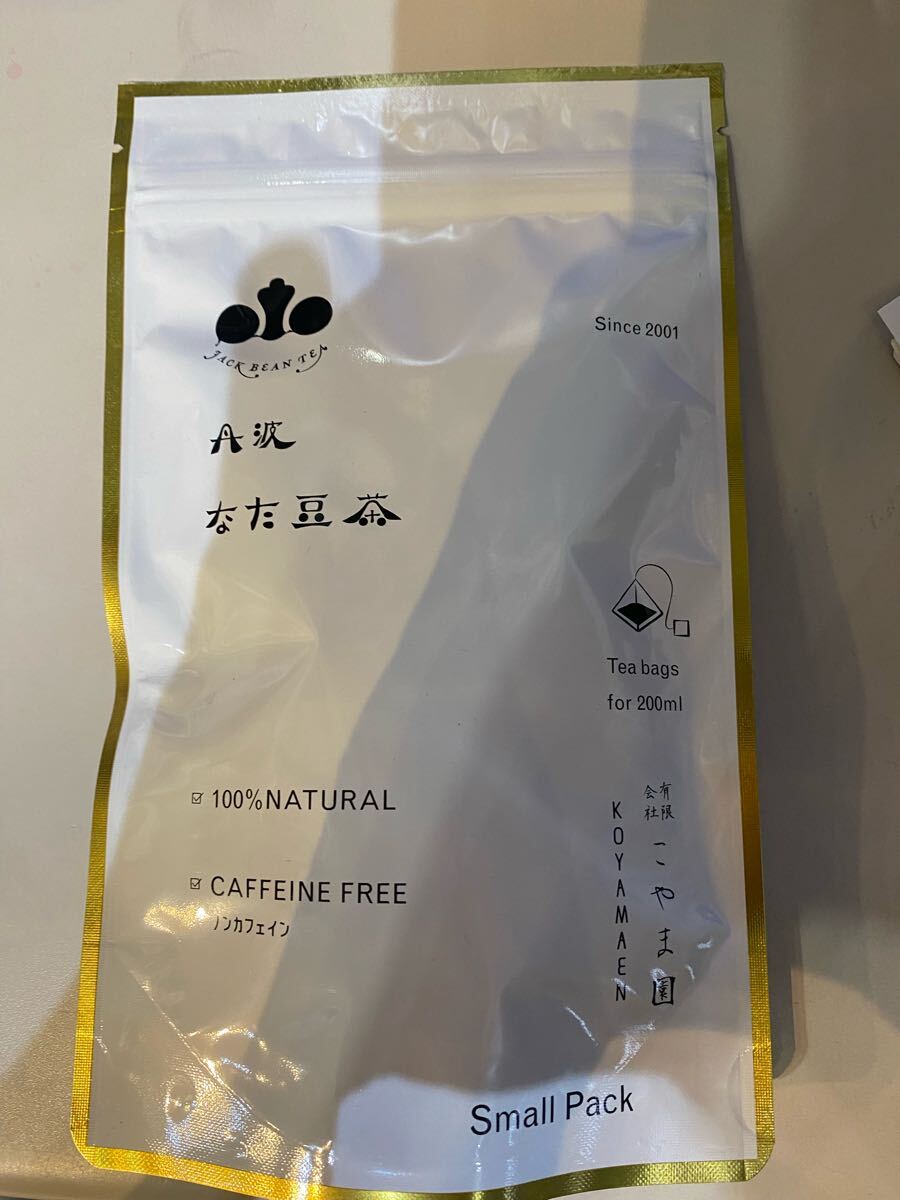 JACK BEAN TEA
Since 2001
丹波
なた豆茶
Tea bags
for 200ml
100%NATURAL
CAFFEINE FREE
ノンカフェイン
有限会社
こやま園
KOYAMAEN
Small Pack